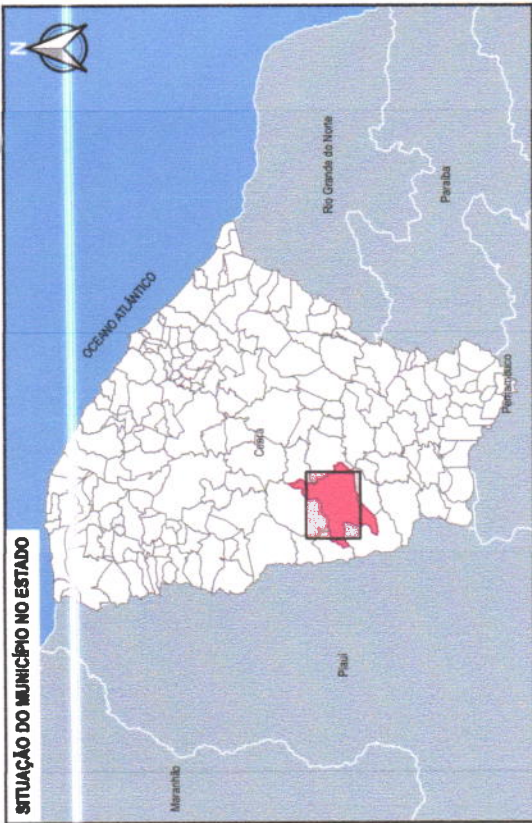 SITUAÇÃO DO MUNICÍPIO NO ESTADO
N
OCEANO ATLÂNTICO
Maranhão
Piauí
Ceará
Rio Grande do Norte
Paraíba
Pernambuco